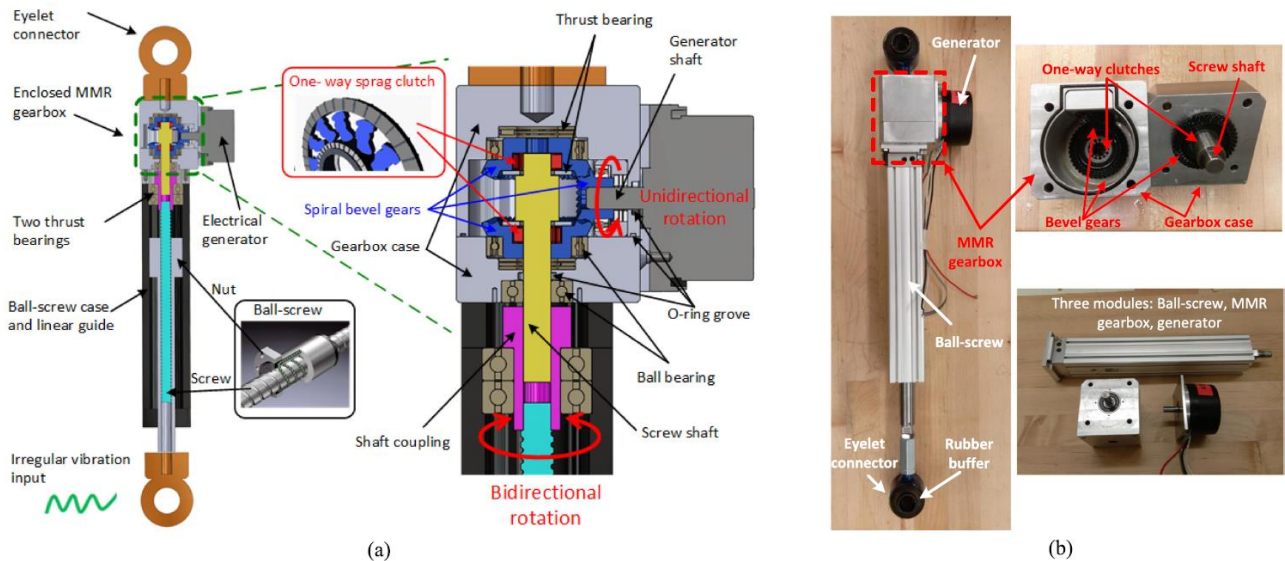 Eyelet
connector
Enclosed MMR
gearbox
Two thrust
bearings
Electrical
generator
Ball-screw case
and linear guide
Nut
Ball-screw
Screw
Irregular vibration
input
One- way sprag clutch
Spiral bevel gears
Gearbox case
Thrust bearing
Generator
shaft
Unidirectional
rotation
O-ring grove
Ball bearing
Shaft coupling
Screw shaft
Bidirectional
rotation
(a)
Generator
MMR
gearbox
Ball-screw
Eyelet
connector
Rubber
buffer
One-way clutches
Screw shaft
Bevel gears
Gearbox case
Three modules: Ball-screw, MMR
gearbox, generator
(b)